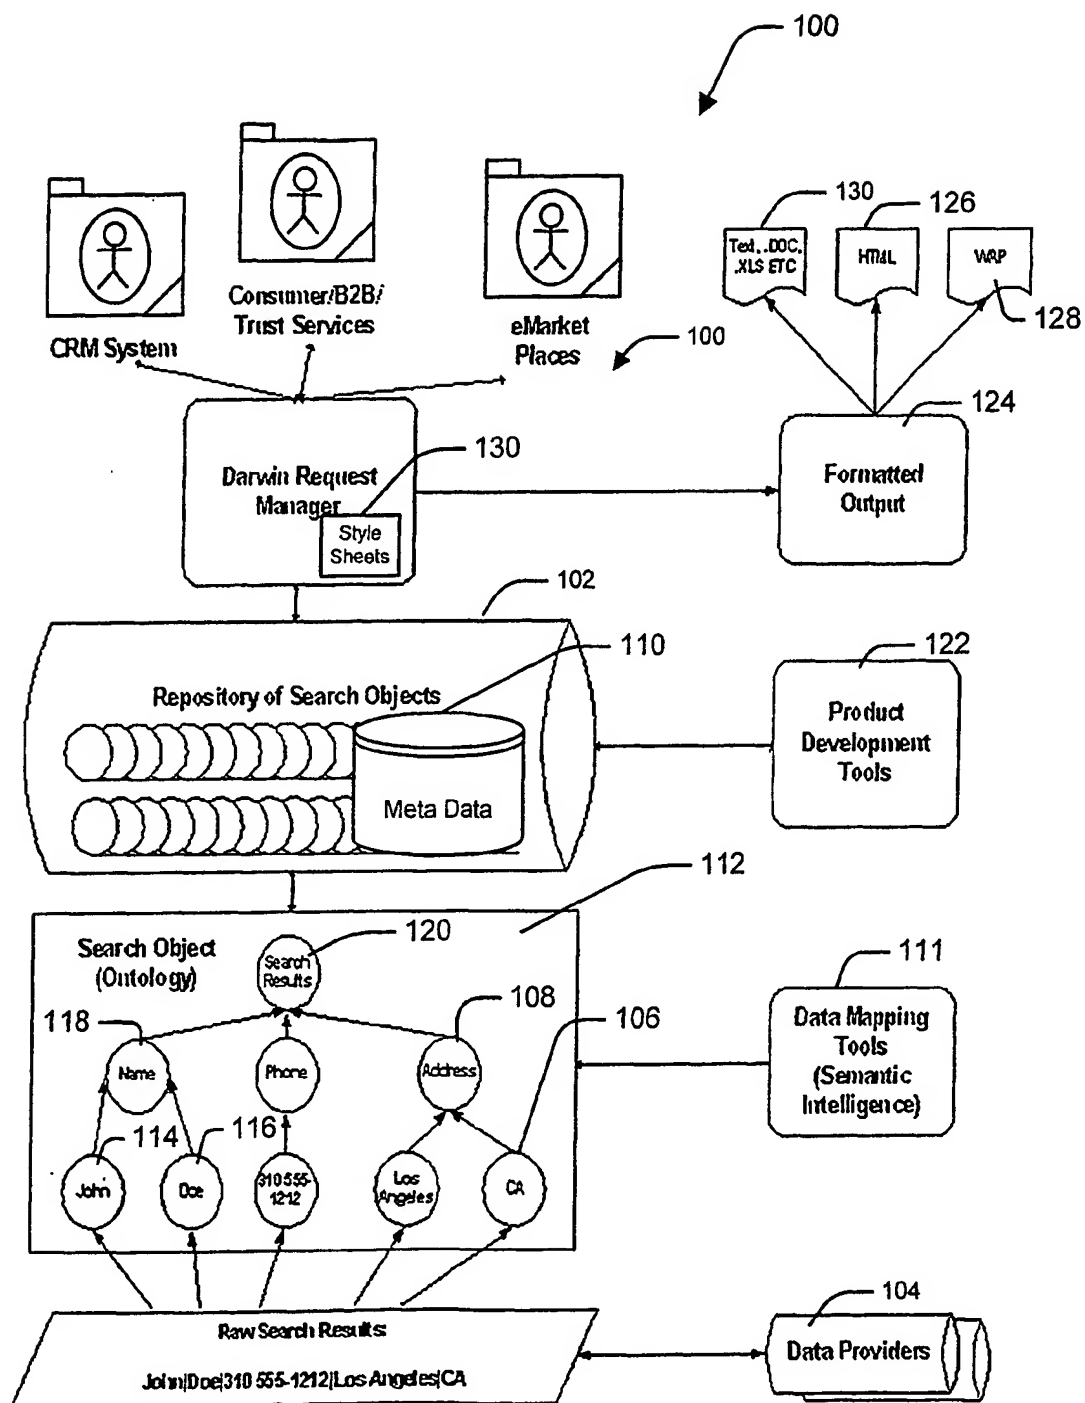 100
CRM System
Consumer/B2B/
Trust Services
eMarket
Places
100
130
Text, .DOC,
.XLS ETC
126
HTML
WAP
128
Darwin Request
Manager
130
Style
Sheets
124
Formatted
Output
102
110
Repository of Search Objects
Meta Data
122
Product
Development
Tools
112
Search Object
(Ontology)
120
Search
Results
118
108
106
Name
Phone
Address
114
116
John
Doe
310 555-
1212
Los
Angeles
CA
111
Data Mapping
Tools
(Semantic
Intelligence)
Raw Search Results:
John|Doe|310 555-1212|Los Angeles|CA
104
Data Providers